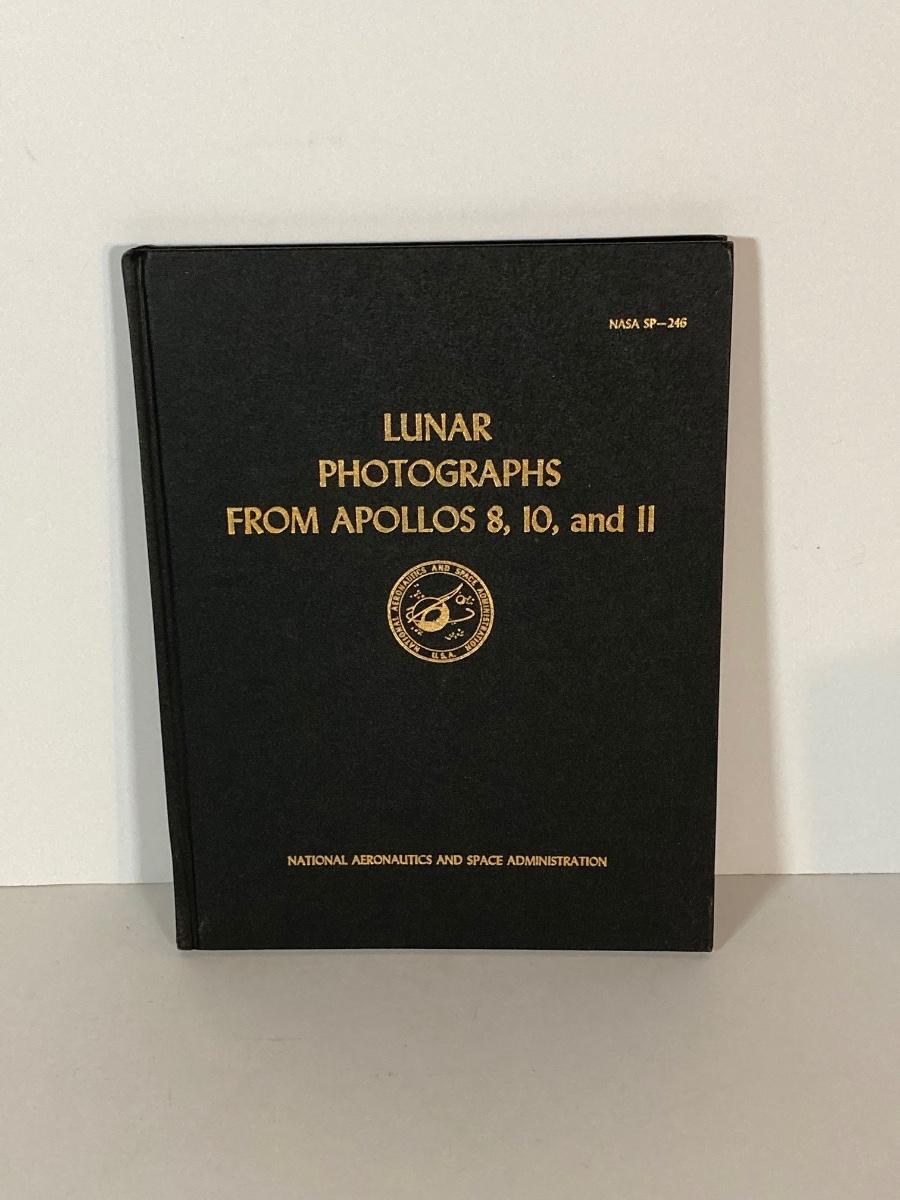 NASA SP—246
LUNAR
PHOTOGRAPHS
FROM APOLLOS 8, 10, and 11
NATIONAL AERONAUTICS AND SPACE ADMINISTRATION
U.S.A.
NATIONAL AERONAUTICS AND SPACE ADMINISTRATION